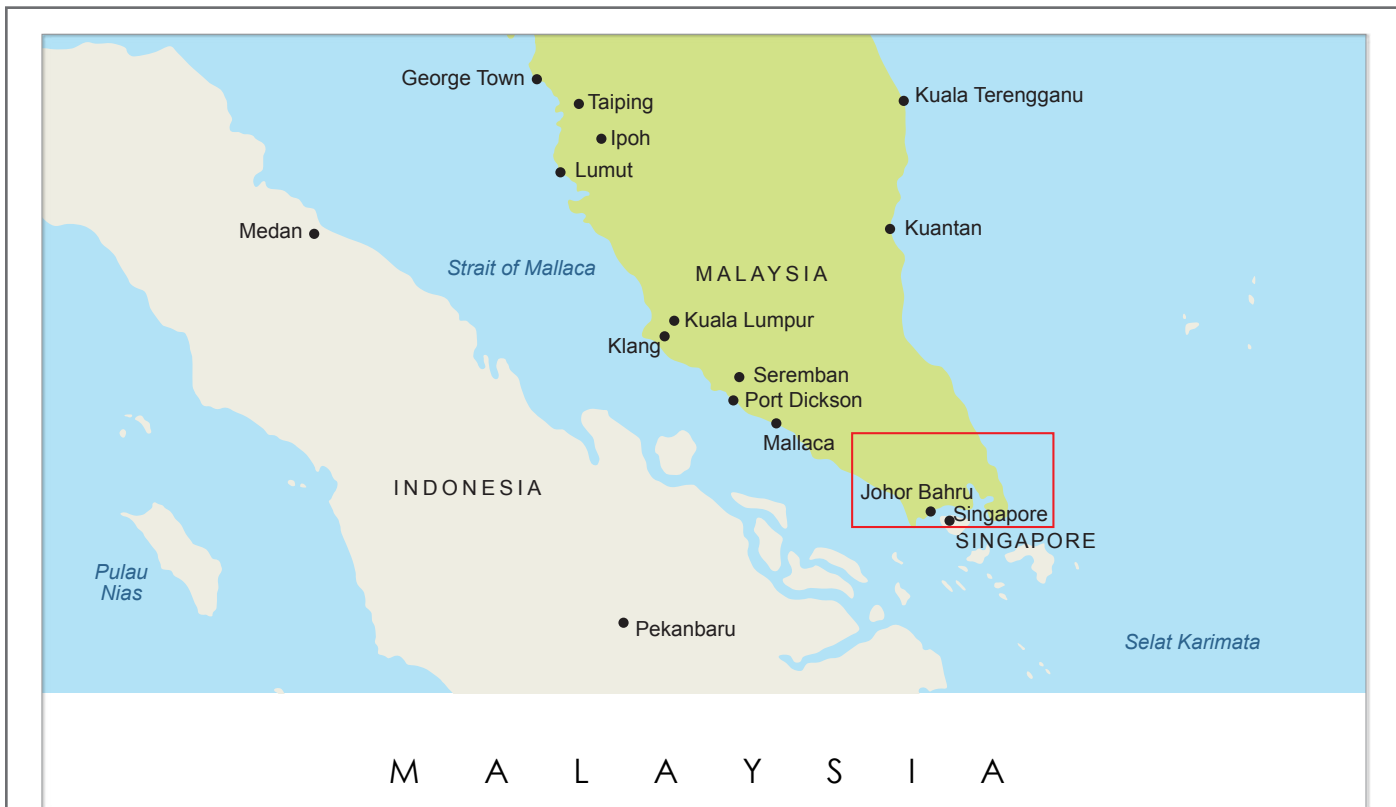 George Town
Kuala Terengganu
Taiping
Ipoh
Lumut
Medan
Kuantan
Strait of Mallaca
MALAYSIA
Kuala Lumpur
Klang
Seremban
Port Dickson
Mallaca
INDONESIA
Johor Bahru
Singapore
SINGAPORE
Pulau
Nias
Pekanbaru
Selat Karimata
MALAYSIA